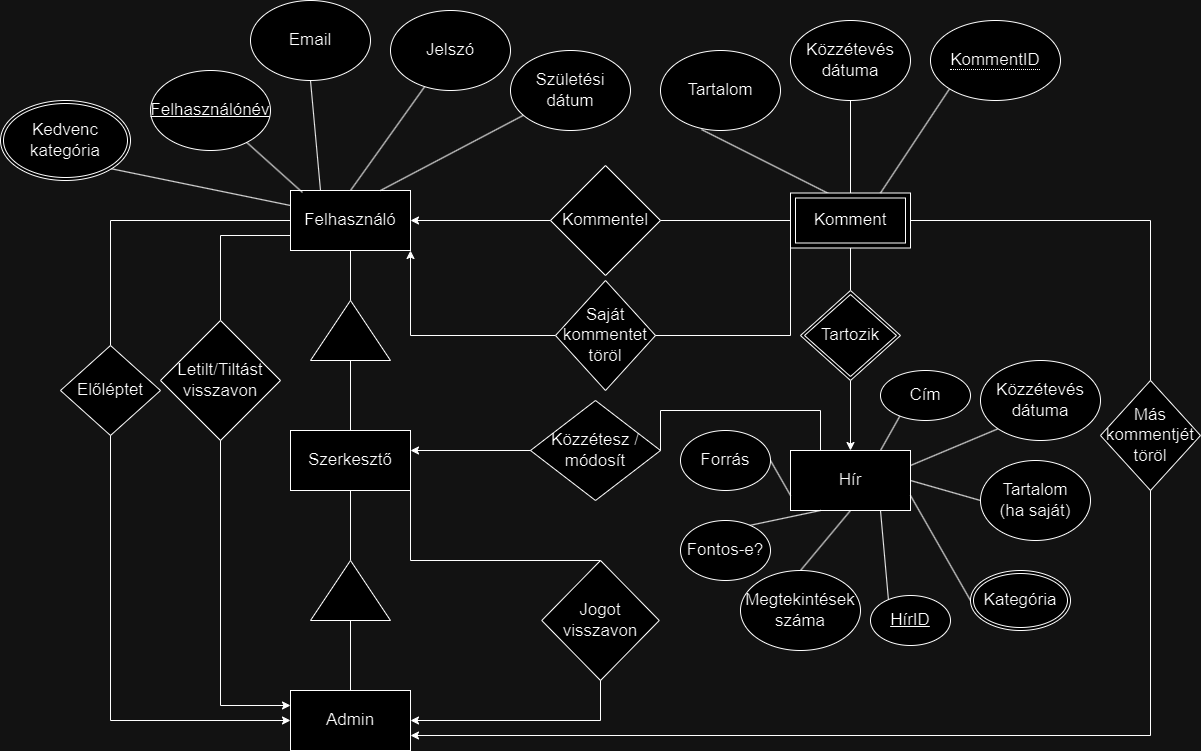 Email
Jelszó
Közzétevés
dátuma
KommentID
Születési
dátum
Tartalom
Felhasználónév
Kedvenc
kategória
Felhasználó
Kommentel
Komment
Saját
kommentet
töröl
Tartozik
Előléptet
Letilt/Tiltást
visszavon
Cím
Közzétevés
dátuma
Más
kommentjét
töröl
Szerkesztő
Közzétesz /
módosít
Forrás
Hír
Tartalom
(ha saját)
Fontos-e?
Megtekintések
száma
HírID
Kategória
Jogot
visszavon
Admin